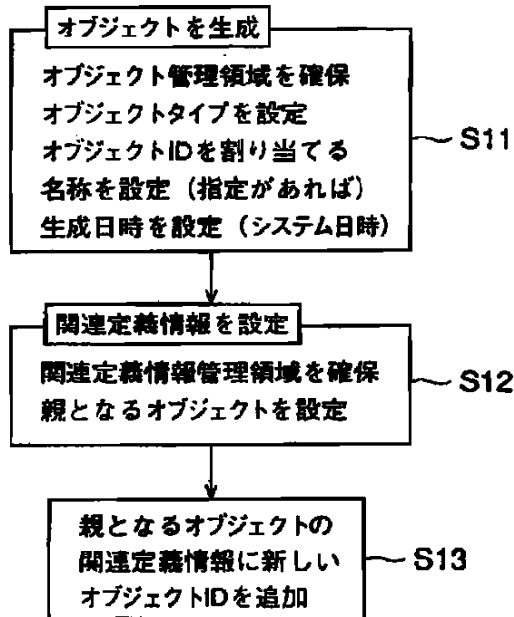 オブジェクトを生成
オブジェクト管理領域を確保
オブジェクトタイプを設定
オブジェクトIDを割り当てる
名称を設定（指定があれば）
生成日時を設定（システム日時）
S11
関連定義情報を設定
関連定義情報管理領域を確保
親となるオブジェクトを設定
S12
親となるオブジェクトの
関連定義情報に新しい
オブジェクトIDを追加
S13